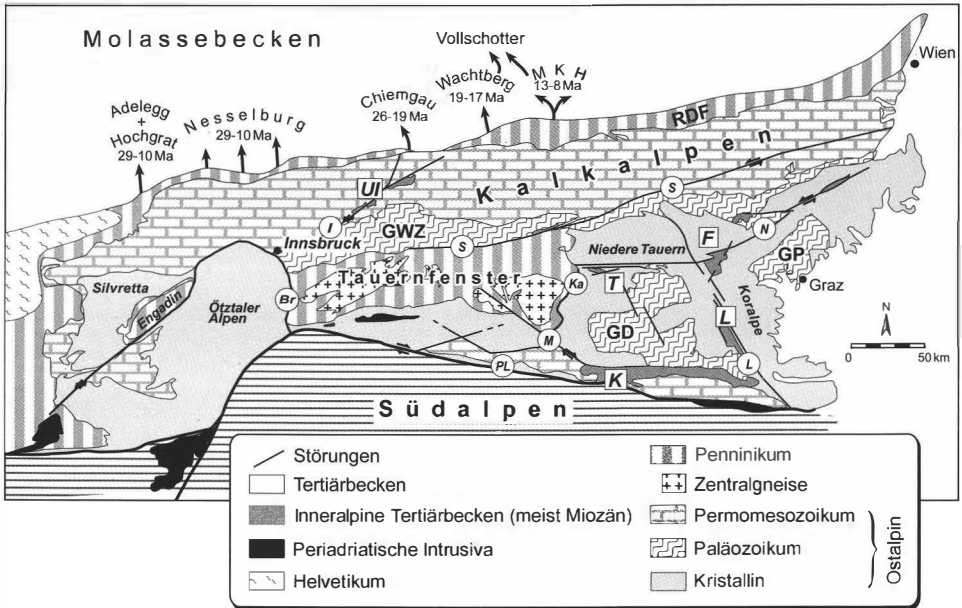 Molassebecken
Vollschotter
Wien
M K H
13-8 Ma
Wachtberg
19-17 Ma
Chiemgau
26-19 Ma
Adelegg
+
Hochgrat
29-10 Ma
Nesselburg
29-10 Ma
RDF
Kalkalpen
UI
I
S
GWZ
S
N
F
Innsbruck
Niedere Tauern
GP
Tauernfenster
Silvretta
Engadin
Ötztaler
Alpen
Br
Ka
T
Graz
Koralpe
N
GD
L
0 50 km
M
PL
L
K
Südalpen
Störungen
Tertiärbecken
Inneralpine Tertiärbecken (meist Miozän)
Periadriatische Intrusiva
Helvetikum
Penninikum
Zentralgneise
Permomesozoikum
Paläozoikum
Kristallin
Ostalpin